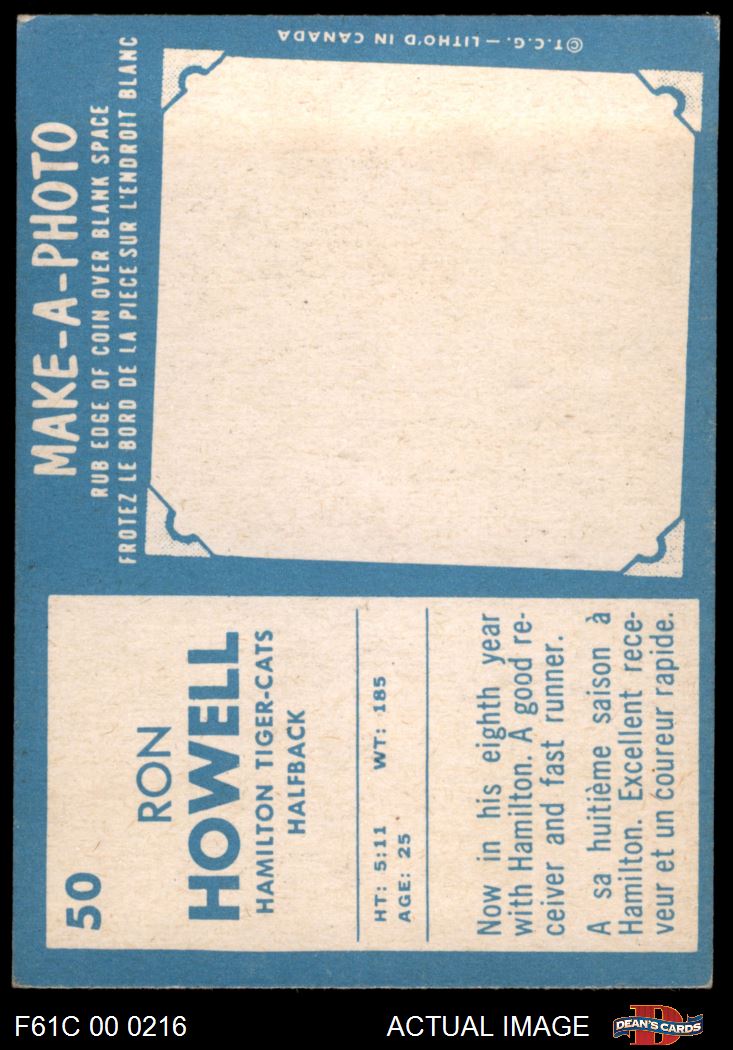 50
RON
HOWELL
HAMILTON TIGER-CATS
HALFBACK
HT: 5:11 WT: 185
AGE: 25
Now in his eighth year
with Hamilton. A good re-
ceiver and fast runner.
A sa huitième saison à
Hamilton. Excellent rece-
veur et un coureur rapide.
MAKE-A-PHOTO
RUB EDGE OF COIN OVER BLANK SPACE
FROTEZ LE BORD DE LA PIECE SUR L'ENDROIT BLANC
©T.C.G. — LITHO'D IN CANADA
F61C 00 0216
ACTUAL IMAGE
D
DEAN'S CARDS